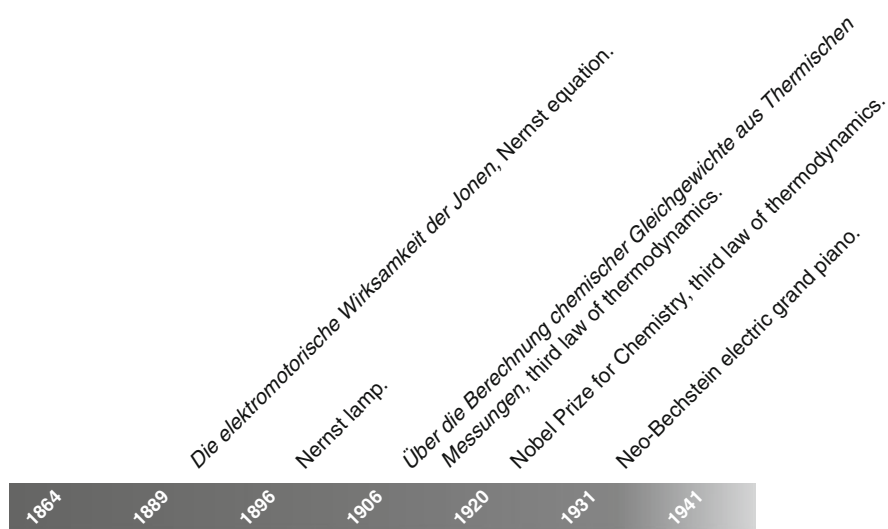 Die elektromotorische Wirksamkeit der Jonen, Nernst equation.
Nernst lamp.
Über die Berechnung chemischer Gleichgewichte aus Thermischen
Messungen, third law of thermodynamics.
Nobel Prize for Chemistry, third law of thermodynamics.
Neo-Bechstein electric grand piano.
1864
1889
1896
1906
1920
1931
1941